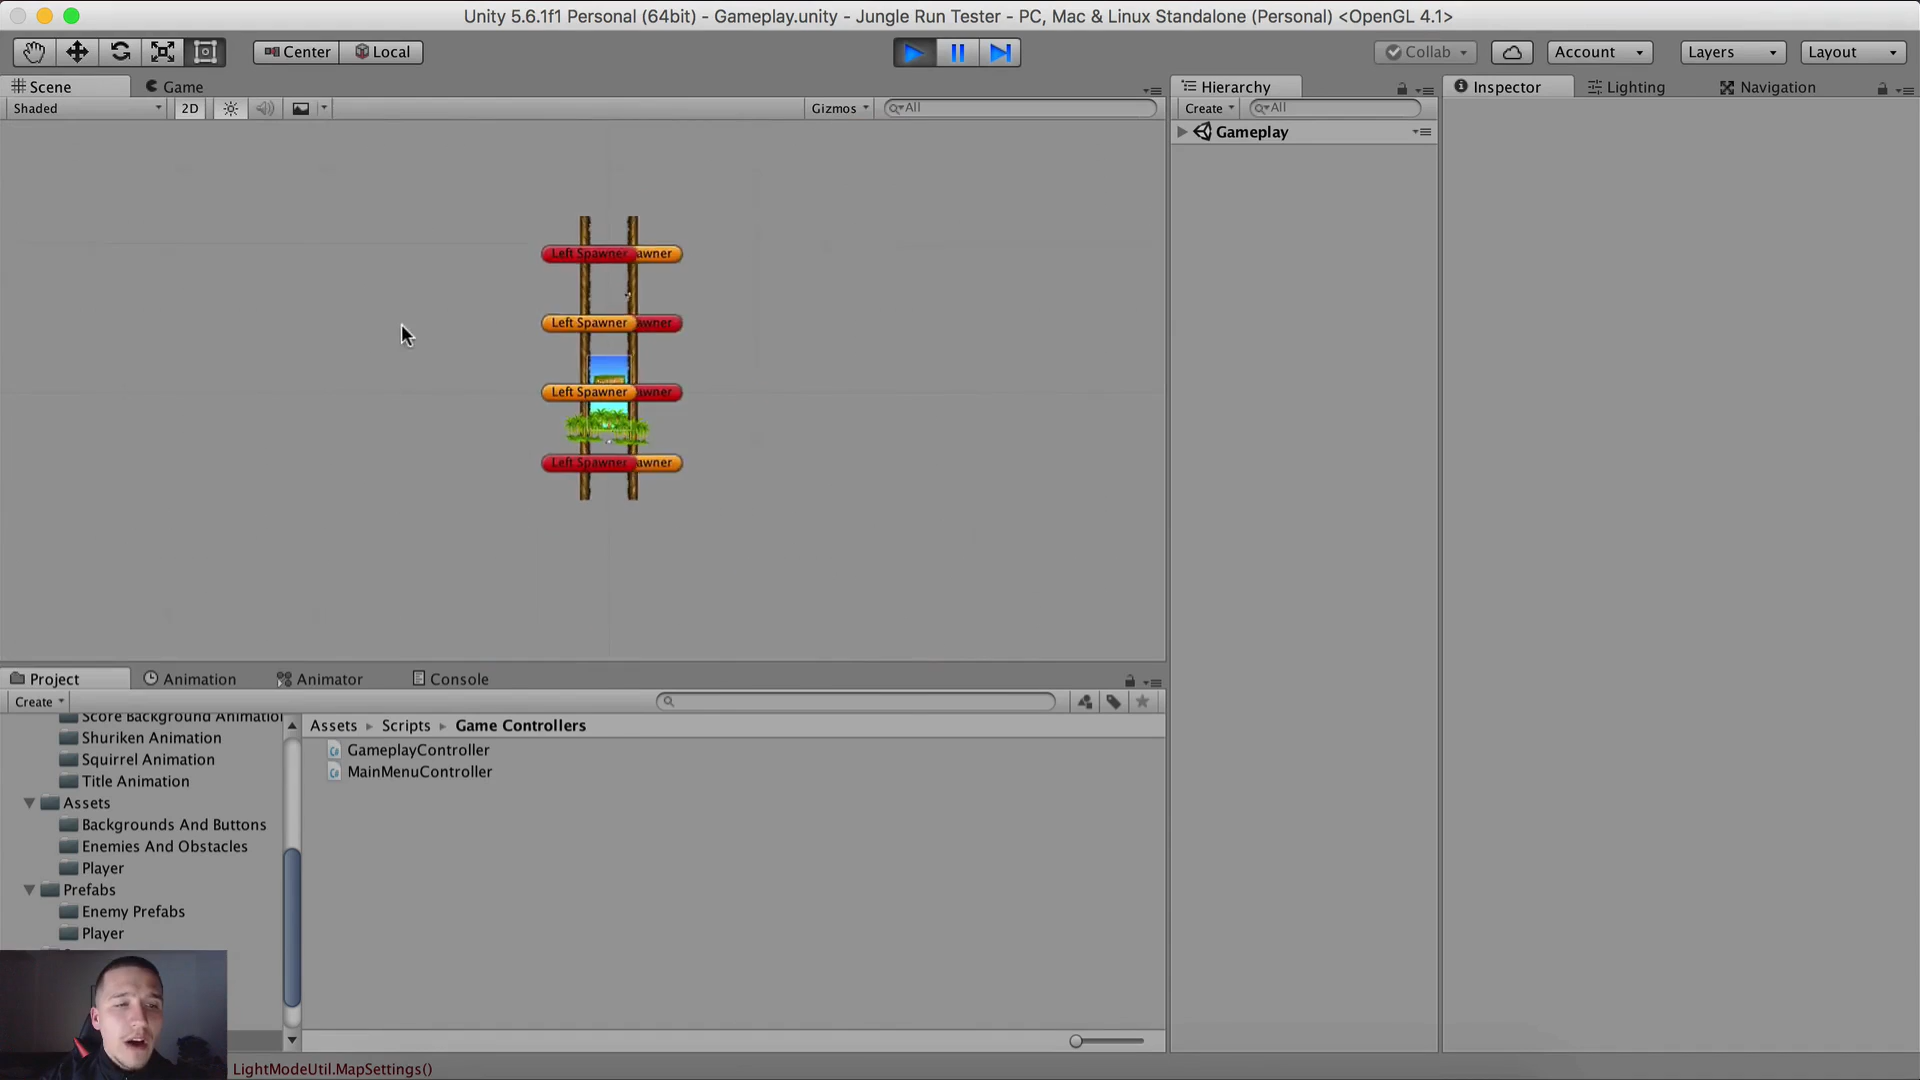 Unity 5.6.1f1 Personal (64bit) - Gameplay.unity - Jungle Run Tester - PC, Mac & Linux Standalone (Personal) <OpenGL 4.1>
Center Local Collab Account Layers Layout
Scene Game Hierarchy Inspector Lighting Navigation
Shaded 2D Gizmos All Create All
Gameplay
Left Spawner awner
Left Spawner awner
Left Spawner awner
Left Spawner awner
Project Animation Animator Console
Create
Score Background Animatio
Shuriken Animation
Squirrel Animation
Title Animation
Assets
Backgrounds And Buttons
Enemies And Obstacles
Player
Prefabs
Enemy Prefabs
Player
Assets Scripts Game Controllers
GameplayController
MainMenuController
LightModeUtil.MapSettings()